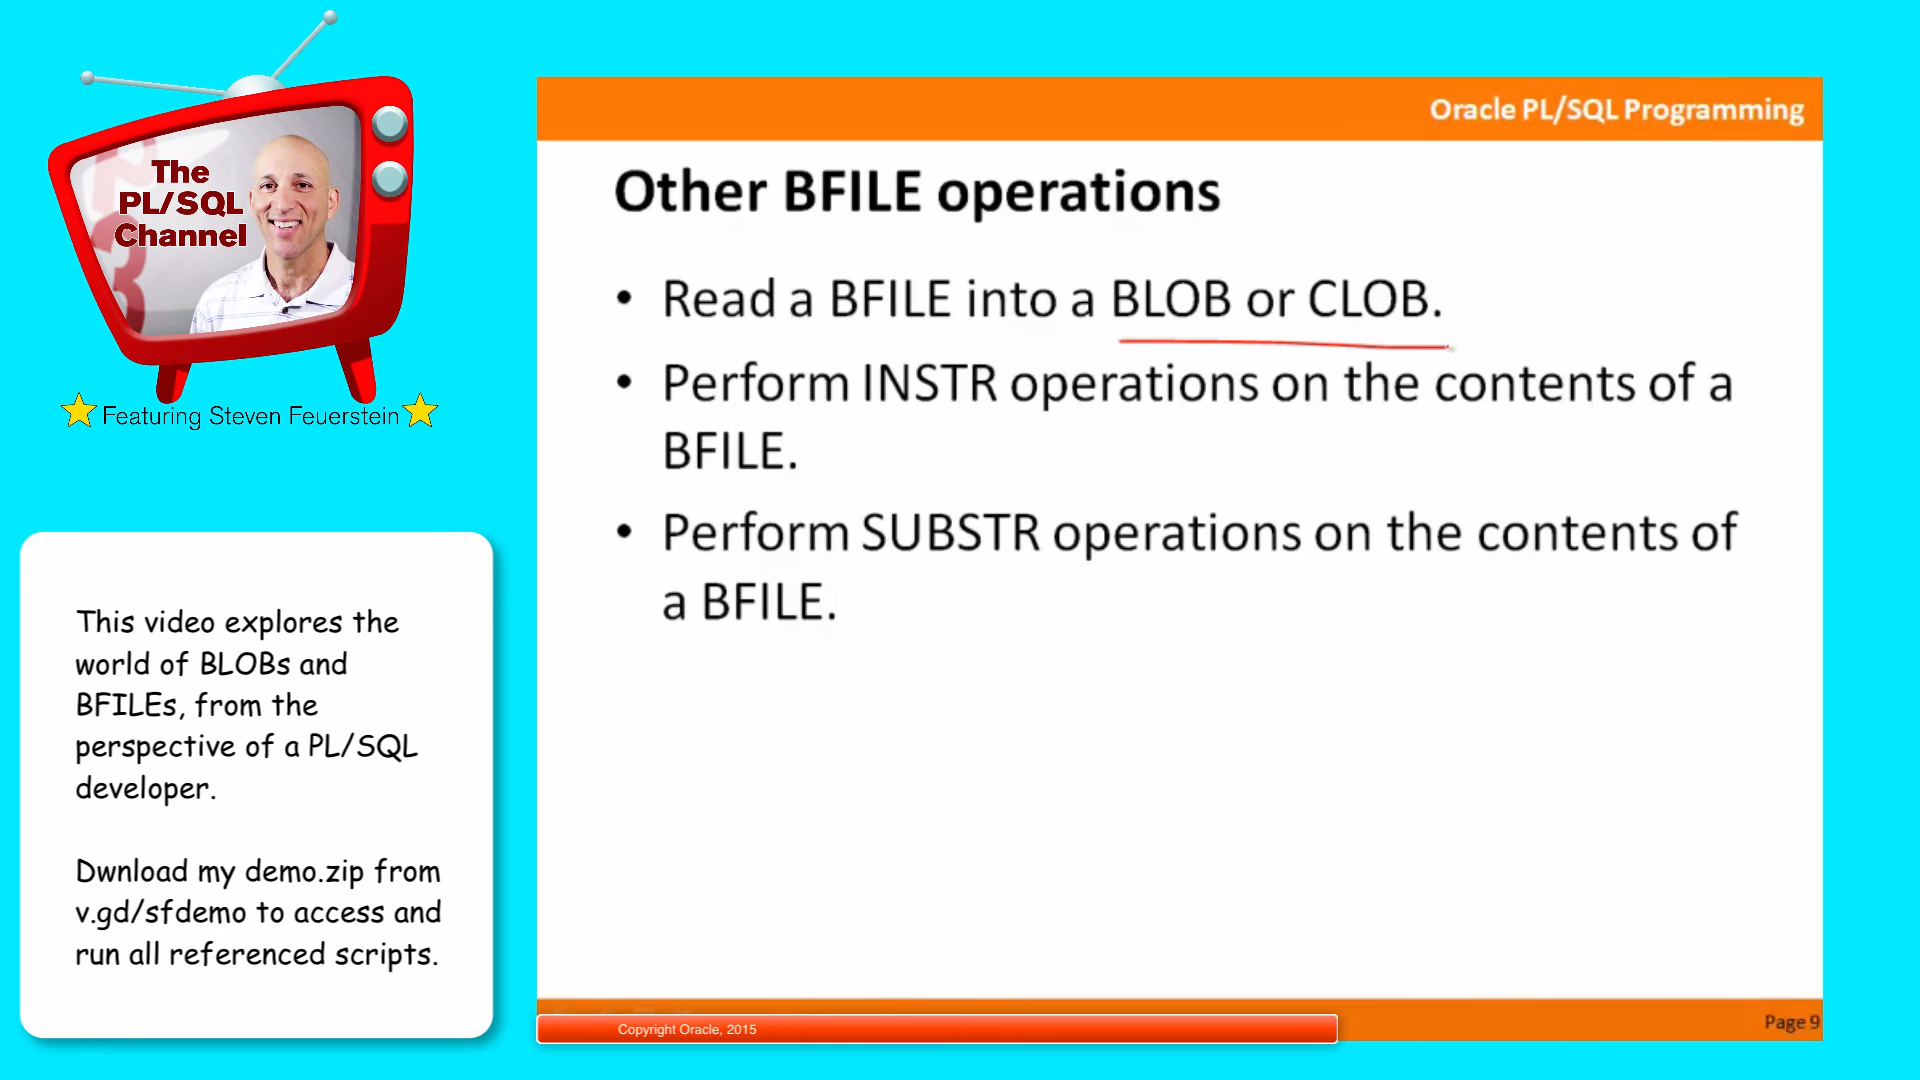 The
PL/SQL
Channel
Featuring Steven Feuerstein
This video explores the
world of BLOBs and
BFILEs, from the
perspective of a PL/SQL
developer.
Dwnload my demo.zip from
v.gd/sfdemo to access and
run all referenced scripts.
Oracle PL/SQL Programming
Other BFILE operations
• Read a BFILE into a BLOB or CLOB.
• Perform INSTR operations on the contents of a
BFILE.
• Perform SUBSTR operations on the contents of
a BFILE.
Copyright Oracle, 2015
Page 9